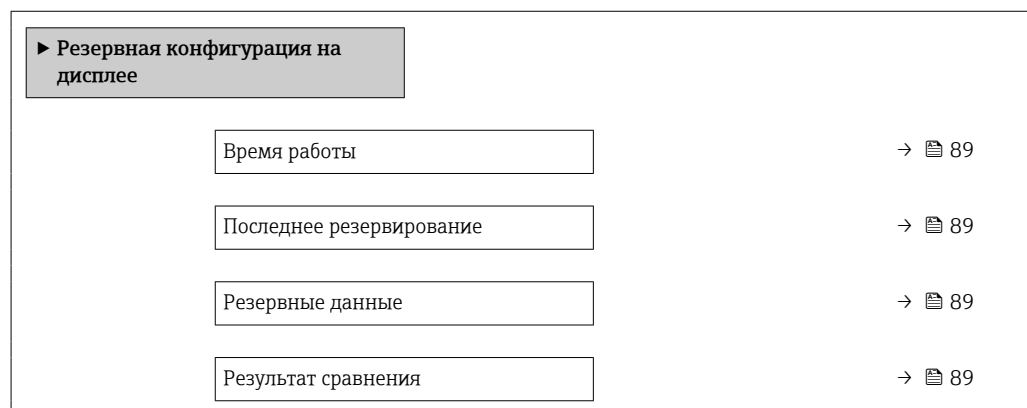 ▶ Резервная конфигурация на
дисплее
Время работы → 89
Последнее резервирование → 89
Резервные данные → 89
Результат сравнения → 89